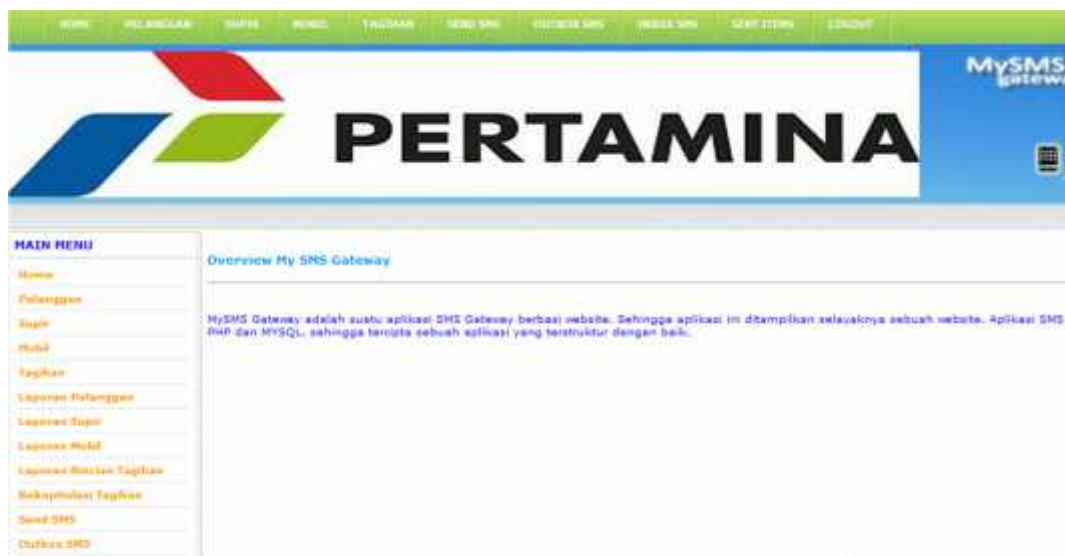 HOME PELANGGAN SUPIR MOBIL TAGIHAN SEND SMS OUTBOX SMS INBOX SMS SENT ITEMS LOGOUT
MySMS
PERTAMINA
MAIN MENU
Overview My SMS Gateway
Home
Pelanggan
MySMS Gateway adalah suatu aplikasi SMS Gateway berbasi website. Sehingga aplikasi ini ditampilkan selayaknya sebuah website. Aplikasi SMS
PHP dan MYSQL, sehingga tercipta sebuah aplikasi yang terstruktur dengan baik.
Supir
Mobil
Tagihan
Laporan Pelanggan
Laporan Supir
Laporan Mobil
Laporan Rincian Tagihan
Rekapitulasi Tagihan
Send SMS
Outbox SMS